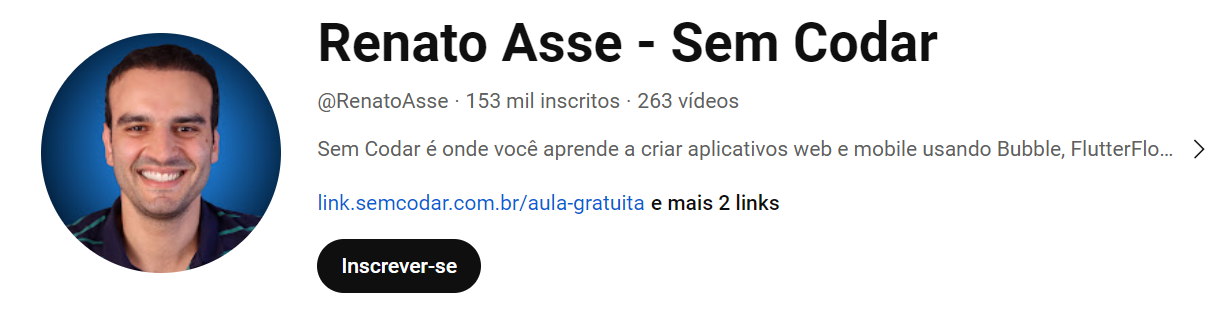 Renato Asse - Sem Codar
@RenatoAsse · 153 mil inscritos · 263 vídeos
Sem Codar é onde você aprende a criar aplicativos web e mobile usando Bubble, FlutterFlo...
link.semcodar.com.br/aula-gratuita e mais 2 links
Inscrever-se